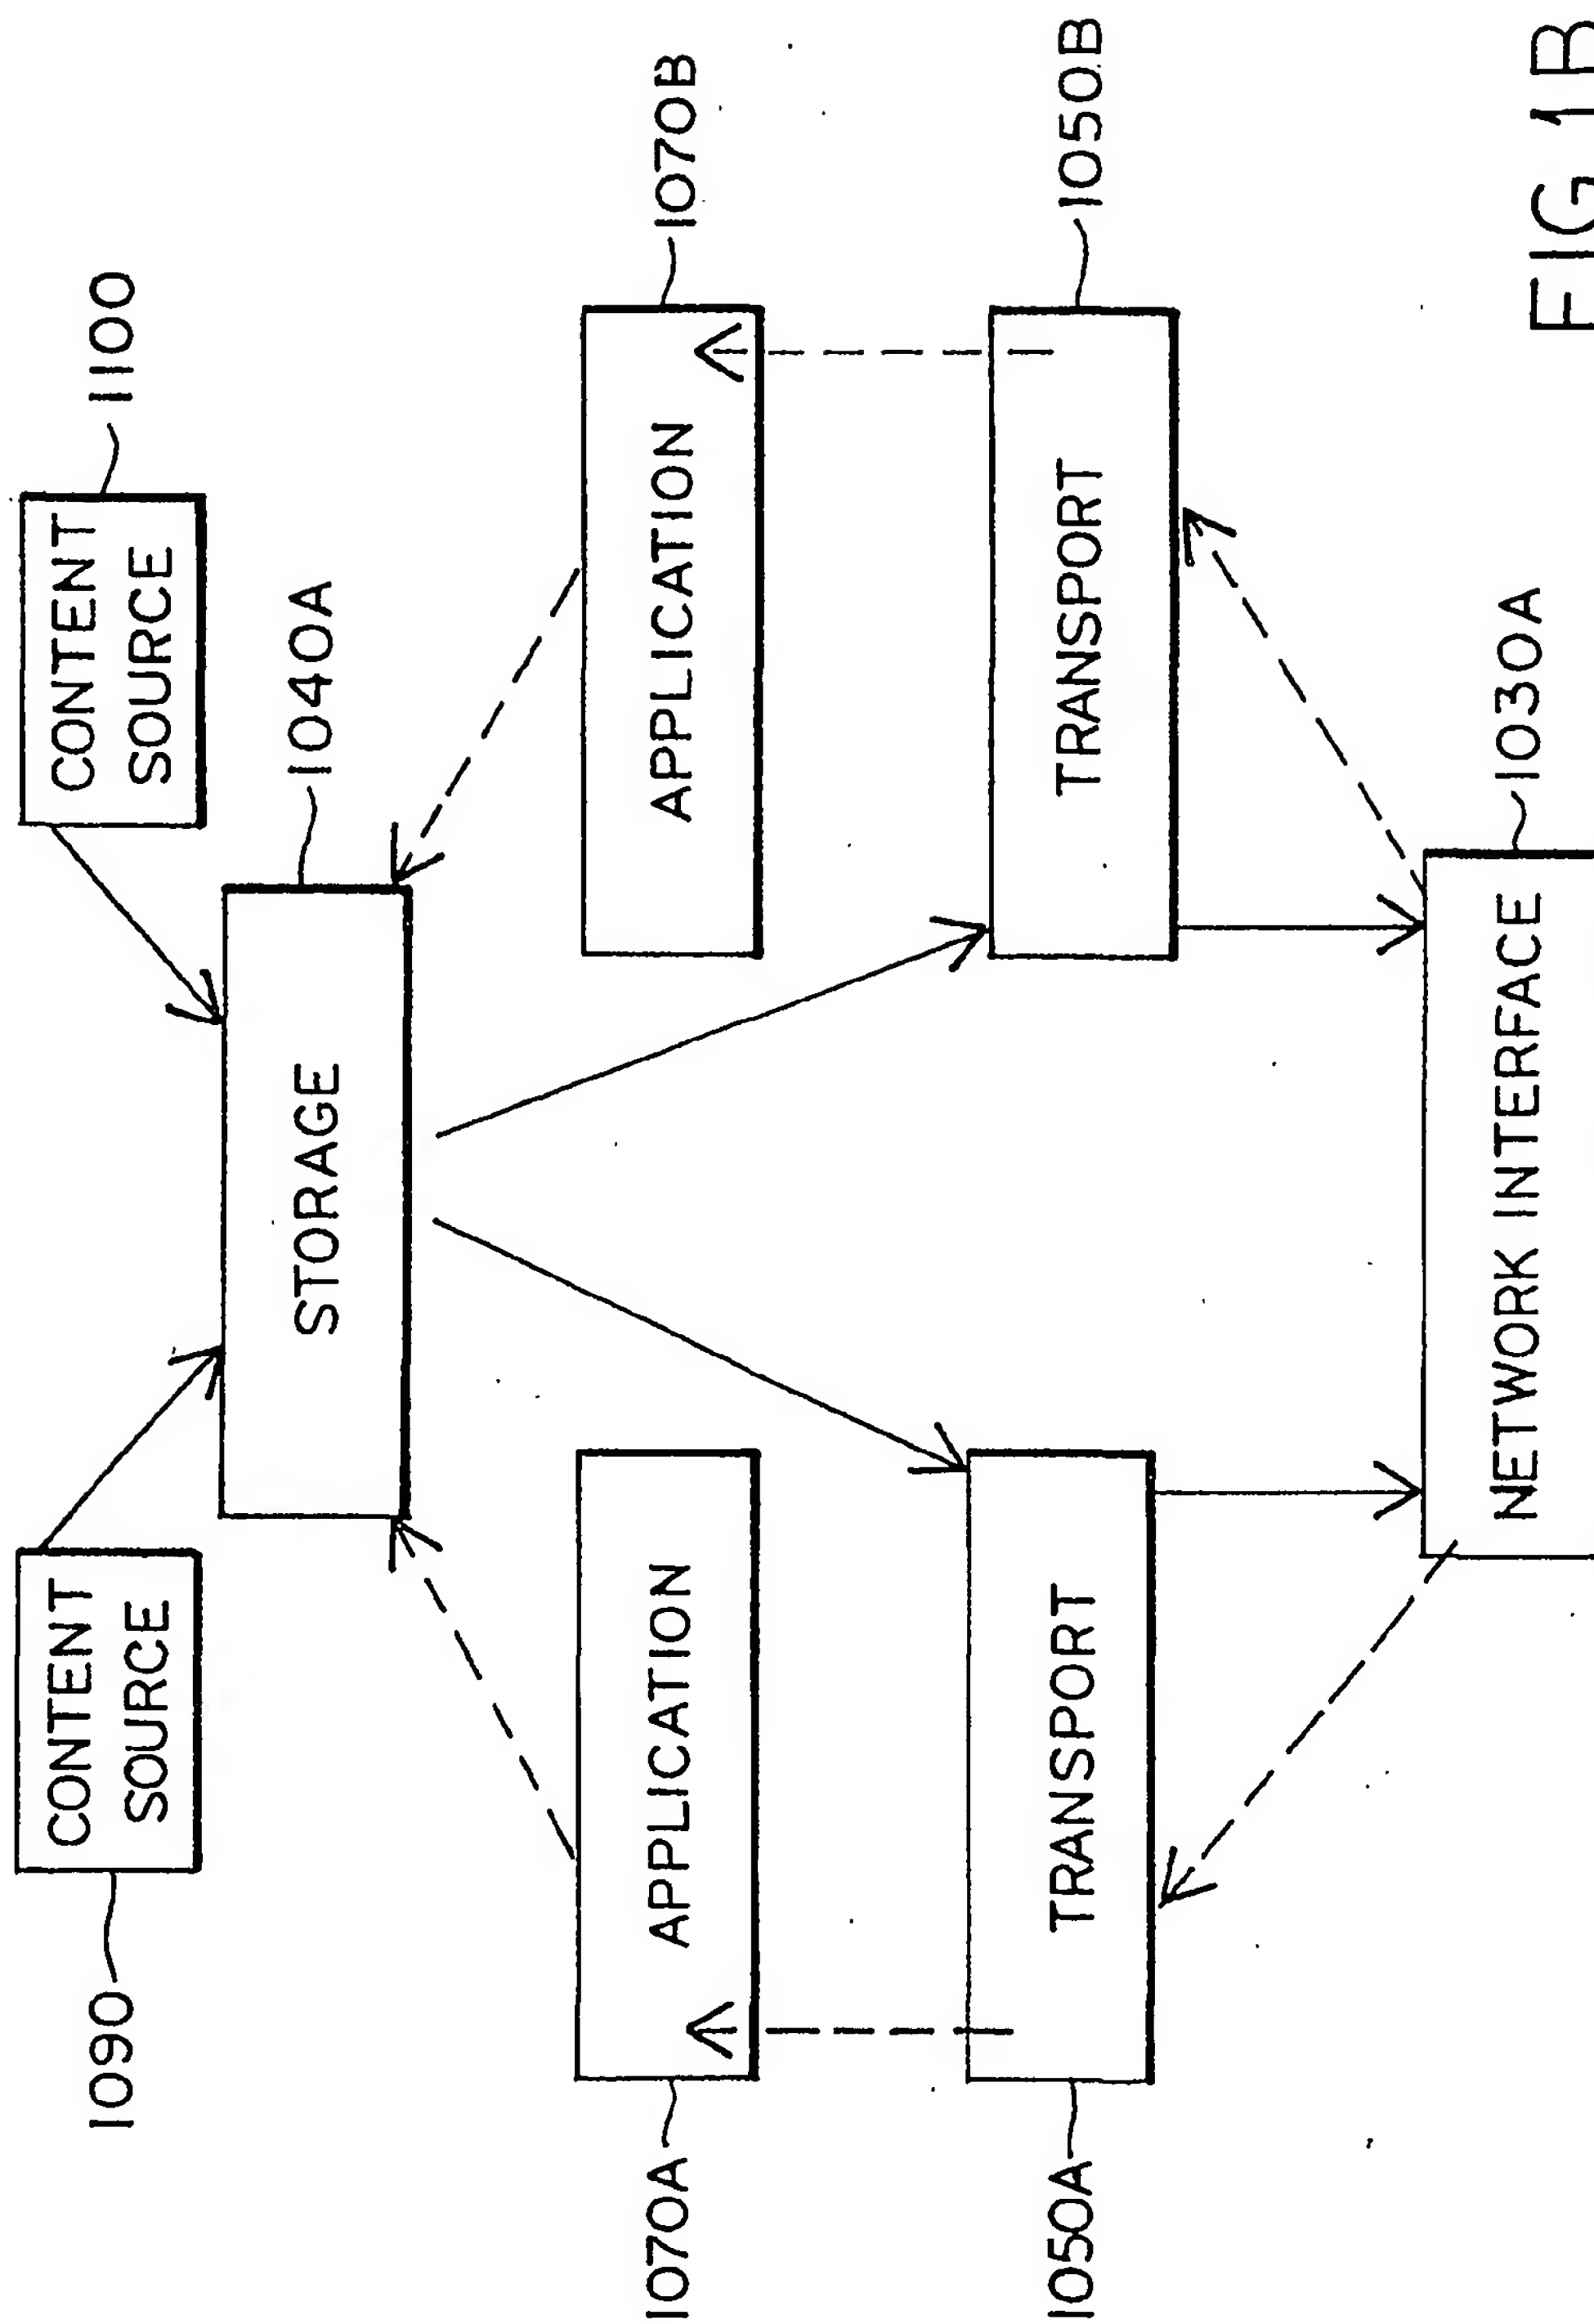 CONTENT
SOURCE
1090
CONTENT
SOURCE
1100
STORAGE
1040A
APPLICATION
1070A
APPLICATION
1070B
TRANSPORT
1050A
TRANSPORT
1050B
NETWORK INTERFACE
1030A
FIG 1B